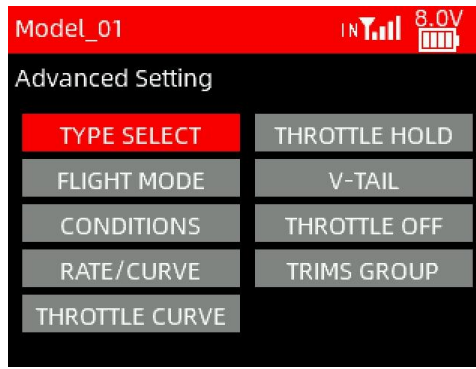 Model_01 IN 8.0V
Advanced Setting
TYPE SELECT THROTTLE HOLD
FLIGHT MODE V-TAIL
CONDITIONS THROTTLE OFF
RATE/CURVE TRIMS GROUP
THROTTLE CURVE